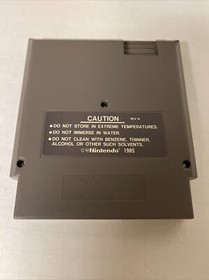 CAUTION
•DO NOT STORE IN EXTREME TEMPERATURES.
•DO NOT IMMERSE IN WATER.
•DO NOT CLEAN WITH BENZENE, THINNER,
ALCOHOL OR OTHER SUCH SOLVENTS.
©Nintendo 1985